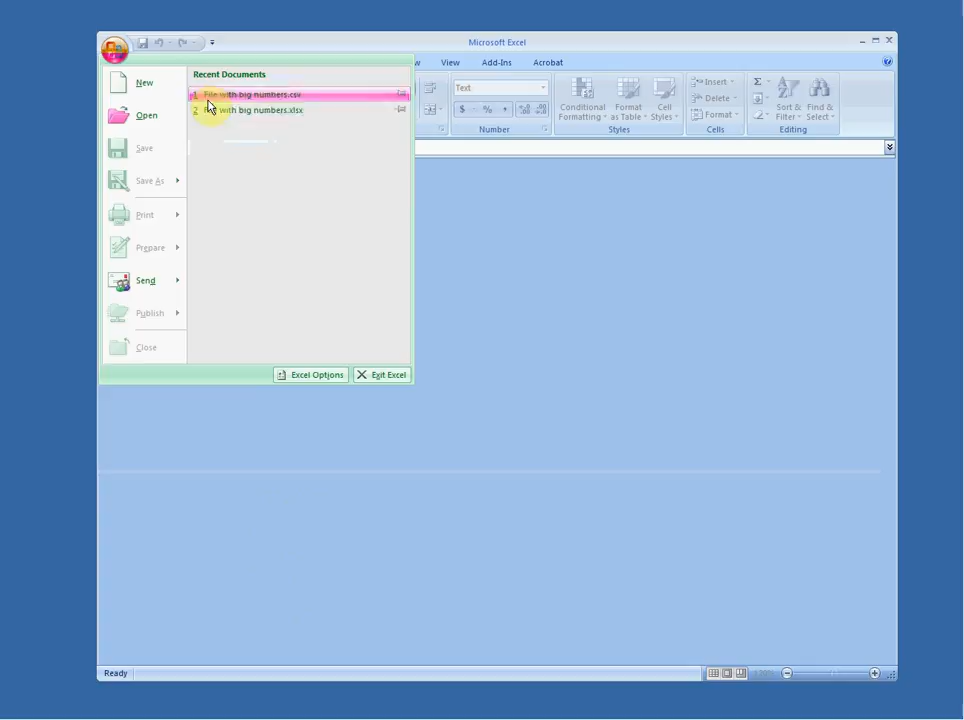 Microsoft Excel
View Add-Ins Acrobat
New
Open
Save
Save As
Print
Prepare
Send
Publish
Close
Recent Documents
1 File with big numbers.csv
2 with big numbers.xlsx
Excel Options Exit Excel
Text
$ % ,
Number
Conditional Formatting
Format as Table
Cell Styles
Styles
Insert
Delete
Format
Cells
Σ
Sort & Filter
Find & Select
Editing
Ready